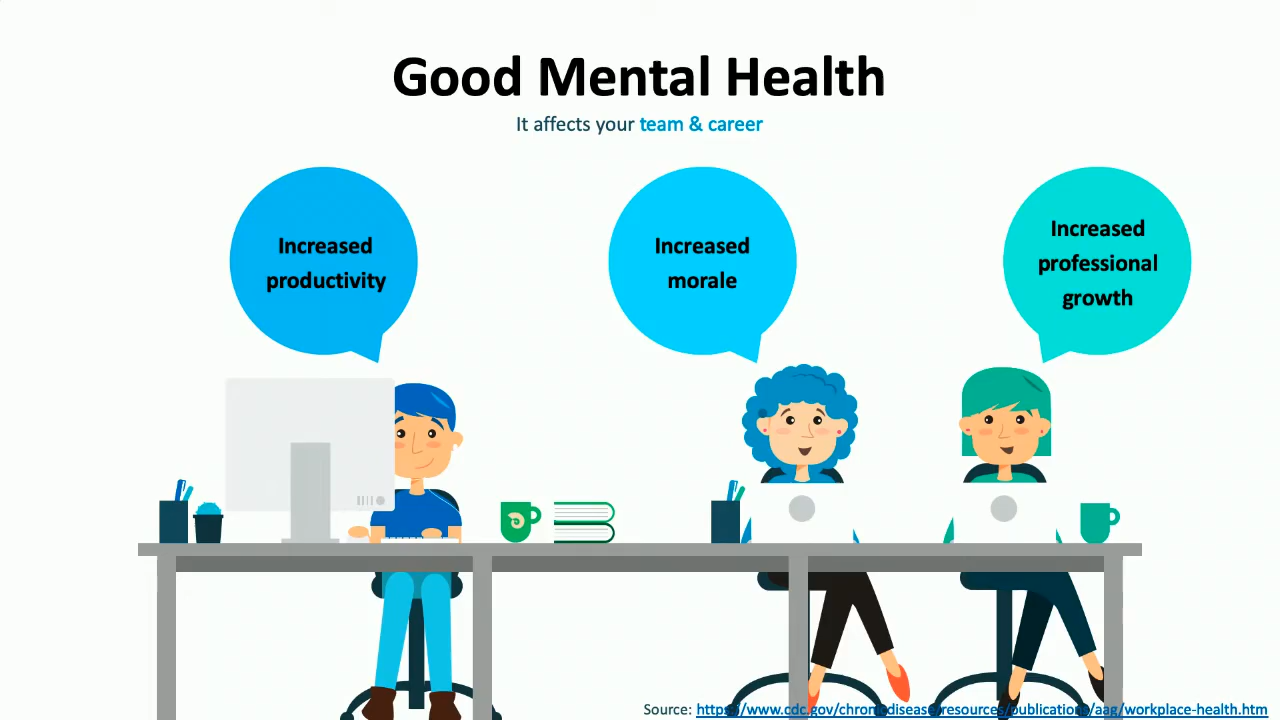 Good Mental Health
It affects your team & career
Increased
productivity
Increased
morale
Increased
professional
growth
Source: https://www.cdc.gov/chronicdisease/resources/publications/aag/workplace-health.htm